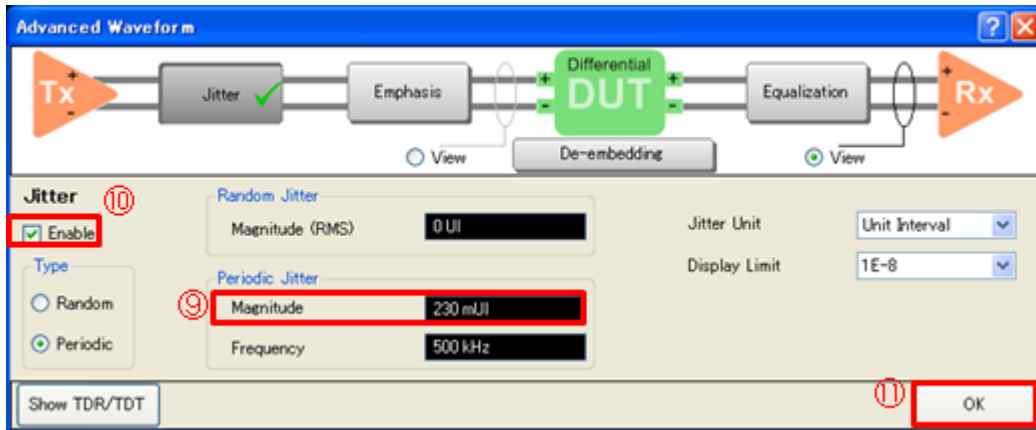 Advanced Waveform
? X
Tx + -
Jitter ✓
Emphasis
Differential
DUT
+ - + -
Equalization
Rx + -
View
De-embedding
View
Jitter ⑩
Enable
Type
Random
Periodic
Random Jitter
Magnitude (RMS) 0 UI
Periodic Jitter
⑨ Magnitude 230 mUI
Frequency 500 kHz
Jitter Unit Unit Interval
Display Limit 1E-8
Show TDR/TDT
⑪ OK